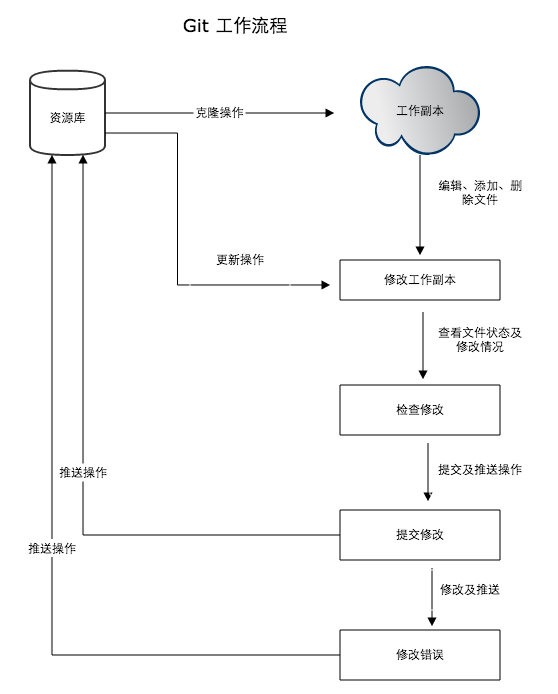 Git 工作流程
资源库
克隆操作
工作副本
编辑、添加、删
除文件
更新操作
修改工作副本
查看文件状态及
修改情况
检查修改
推送操作
提交及推送操作
提交修改
推送操作
修改及推送
修改错误